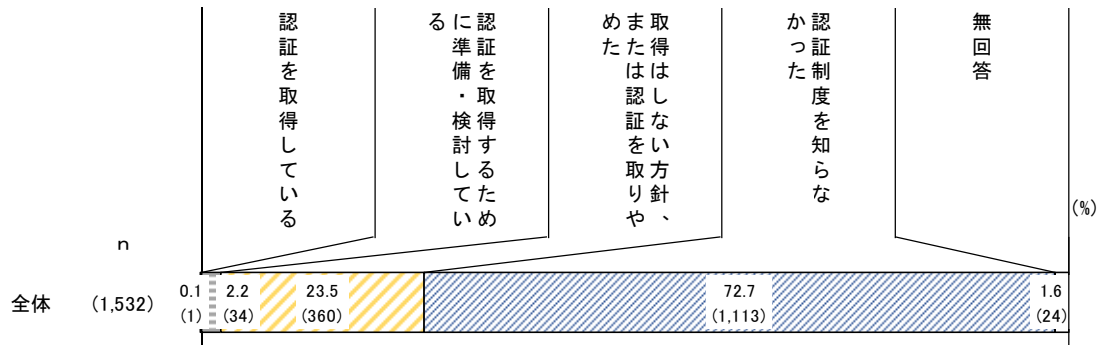 認証を取得している
認証を取得するため
に準備・検討してい
る
取得はしない方針、
または認証を取りや
めた
認証制度を知らな
かった
無回答
(%)
n
全体 (1,532) 0.1 2.2 23.5 72.7 1.6
(1) (34) (360) (1,113) (24)